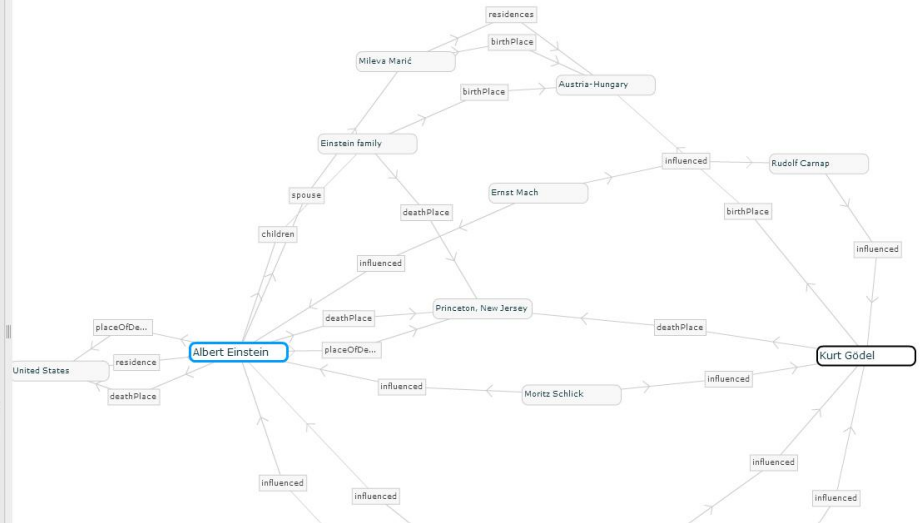 residences
birthPlace
Mileva Marić
Austria-Hungary
birthPlace
Einstein family
influenced
Rudolf Carnap
Ernst Mach
spouse
deathPlace
birthPlace
children
influenced
influenced
Princeton, New Jersey
deathPlace
placeOfDe...
deathPlace
Albert Einstein
placeOfDe...
Kurt Gödel
residence
United States
influenced
influenced
deathPlace
Moritz Schlick
influenced
influenced
influenced
influenced